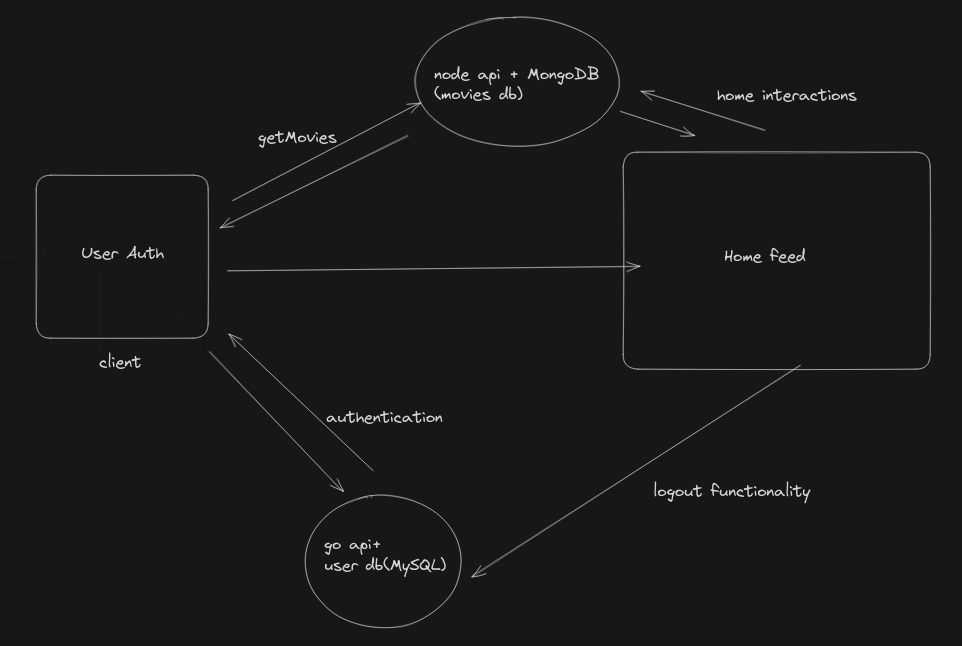 node api + MongoDB
(movies db)
home interactions
getMovies
User Auth
Home feed
client
authentication
logout functionality
go api+
user db(MySQL)